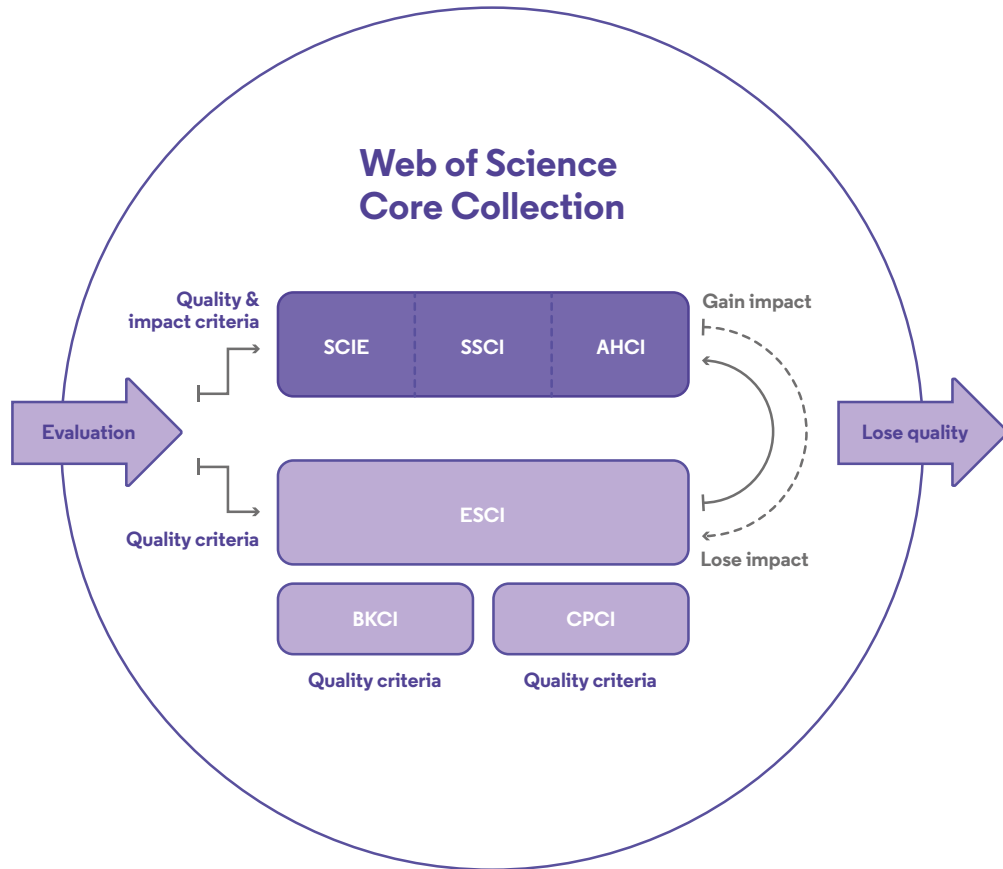 Web of Science
Core Collection
Quality &
impact criteria
Gain impact
SCIE
SSCI
AHCI
Evaluation
Lose quality
ESCI
Quality criteria
Lose impact
BKCI
CPCI
Quality criteria
Quality criteria